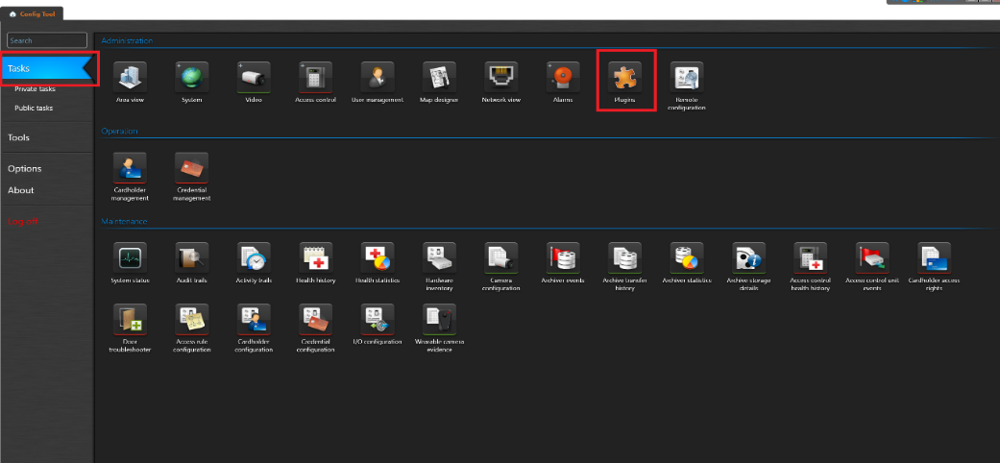 Config Tool
Search
Tasks
Private tasks
Public tasks
Tools
Options
About
Log off
Administration
Area view
System
Video
Access control
User management
Map designer
Network view
Alarms
Plugins
Remote
configuration
Operation
Cardholder
management
Credential
management
Maintenance
System status
Audit trails
Activity trails
Health history
Health statistics
Hardware
inventory
Camera
configuration
Archiver events
Archive transfer
history
Archiver statistics
Archive storage
details
Access control
health history
Access control unit
events
Cardholder access
rights
Door
troubleshooter
Access rule
configuration
Cardholder
configuration
Credential
configuration
I/O configuration
Wearable camera
evidence